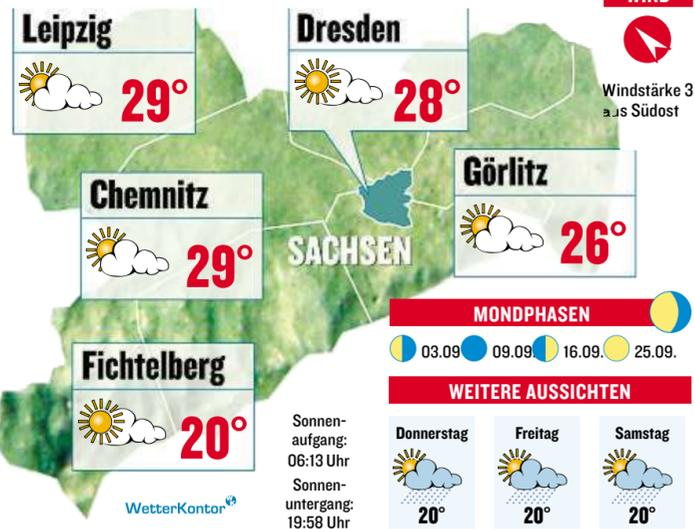 WIND
Leipzig
29°
Dresden
28°
Windstärke 3
aus Südost
Chemnitz
29°
Görlitz
26°
SACHSEN
MONDPHASEN
03.09
09.09.
16.09.
25.09.
Fichtelberg
20°
WetterKontor
Sonnen-
aufgang:
06:13 Uhr
Sonnen-
untergang:
19:58 Uhr
WEITERE AUSSICHTEN
Donnerstag
Freitag
Samstag
20°
20°
20°